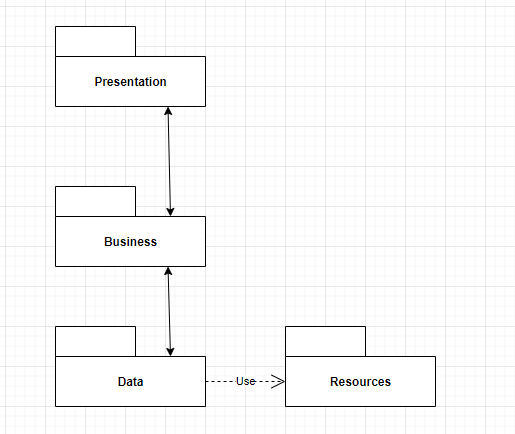 Presentation
Business
Data
Use
Resources